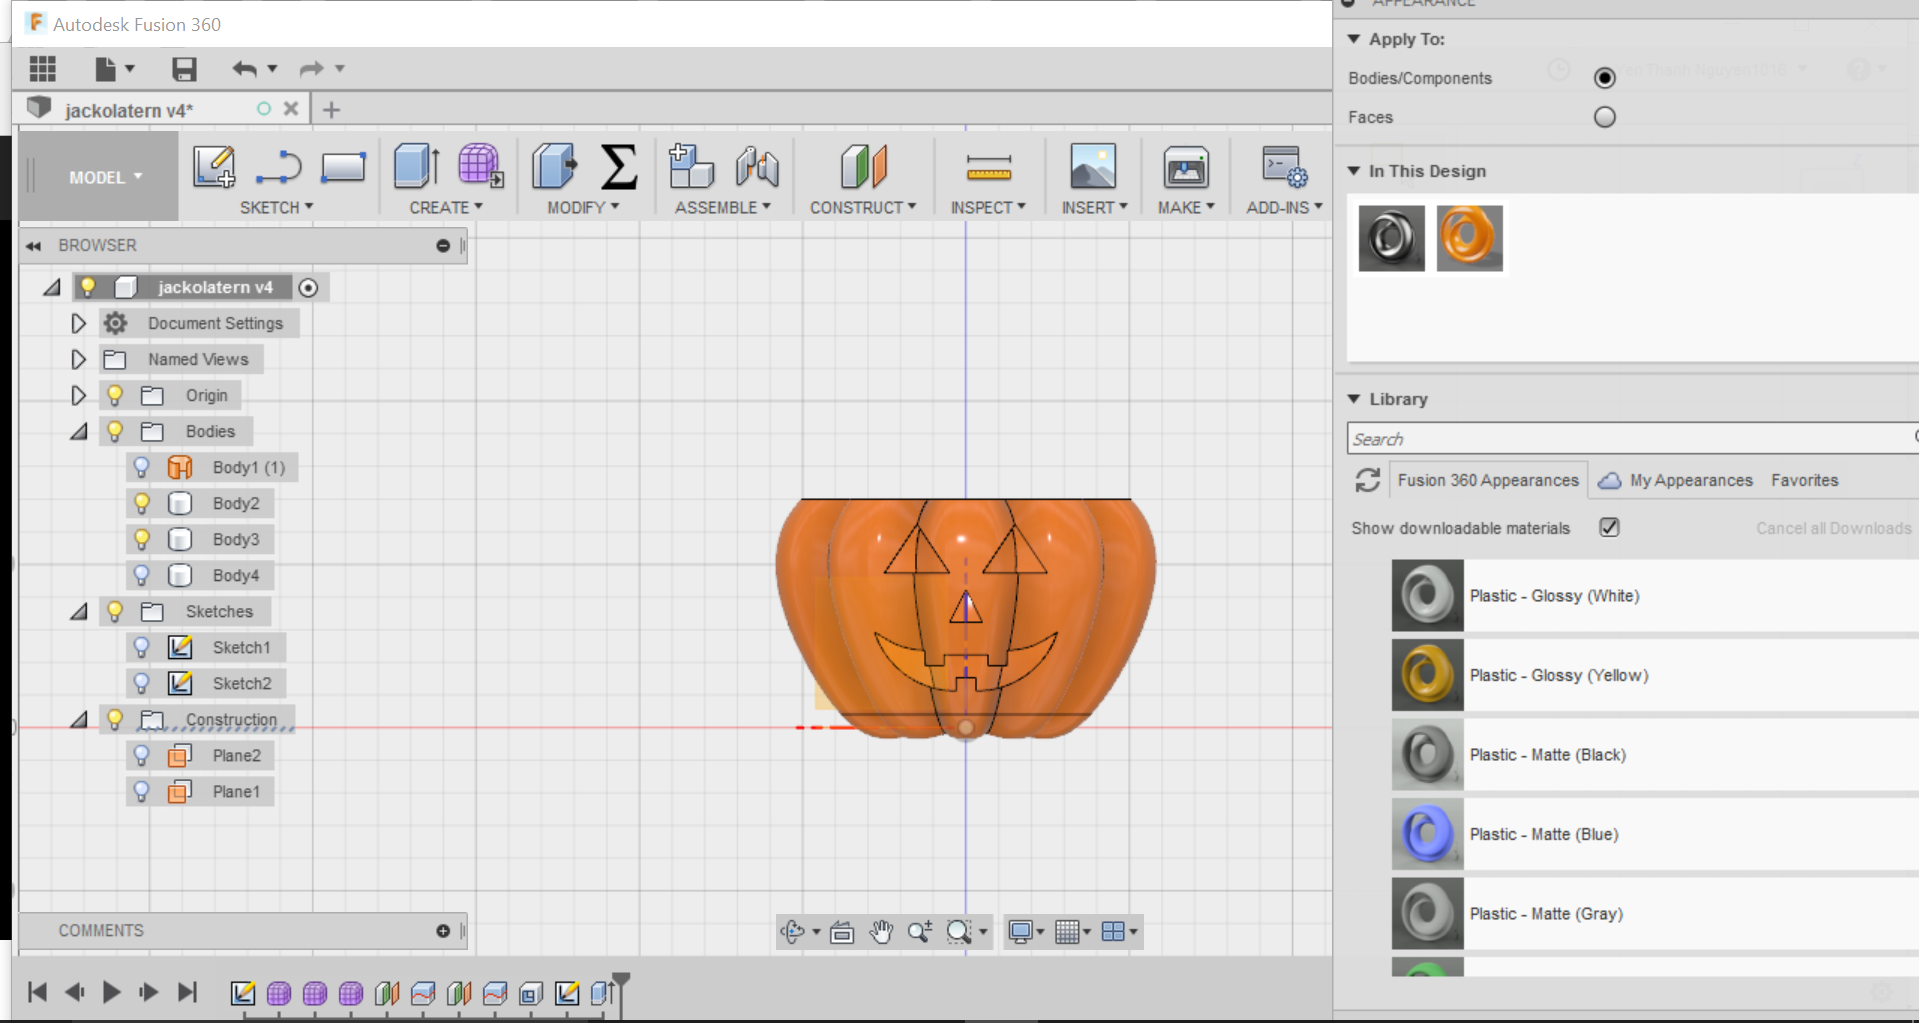 Autodesk Fusion 360
APPEARANCE
Apply To:
Bodies/Components
Faces
jackolatern v4*
MODEL
SKETCH
CREATE
MODIFY
ASSEMBLE
CONSTRUCT
INSPECT
INSERT
MAKE
ADD-INS
In This Design
BROWSER
jackolatern v4
Document Settings
Named Views
Origin
Bodies
Body1 (1)
Body2
Body3
Body4
Sketches
Sketch1
Sketch2
Construction
Plane2
Plane1
Library
Search
Fusion 360 Appearances
My Appearances
Favorites
Show downloadable materials
Cancel all Downloads
Plastic - Glossy (White)
Plastic - Glossy (Yellow)
Plastic - Matte (Black)
Plastic - Matte (Blue)
Plastic - Matte (Gray)
COMMENTS